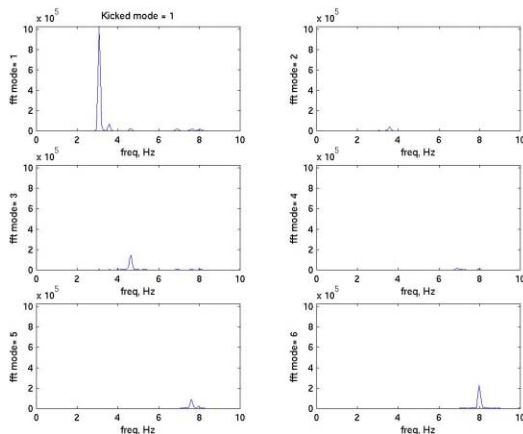 Kicked mode = 1
x 10^5
10
8
6
4
2
0
fft mode= 1
0 2 4 6 8 10
freq, Hz
x 10^5
10
8
6
4
2
0
fft mode= 2
0 2 4 6 8 10
freq, Hz
x 10^5
10
8
6
4
2
0
fft mode= 3
0 2 4 6 8 10
freq, Hz
x 10^5
10
8
6
4
2
0
fft mode= 4
0 2 4 6 8 10
freq, Hz
x 10^5
10
8
6
4
2
0
fft mode= 5
0 2 4 6 8 10
freq, Hz
x 10^5
10
8
6
4
2
0
fft mode= 6
0 2 4 6 8 10
freq, Hz